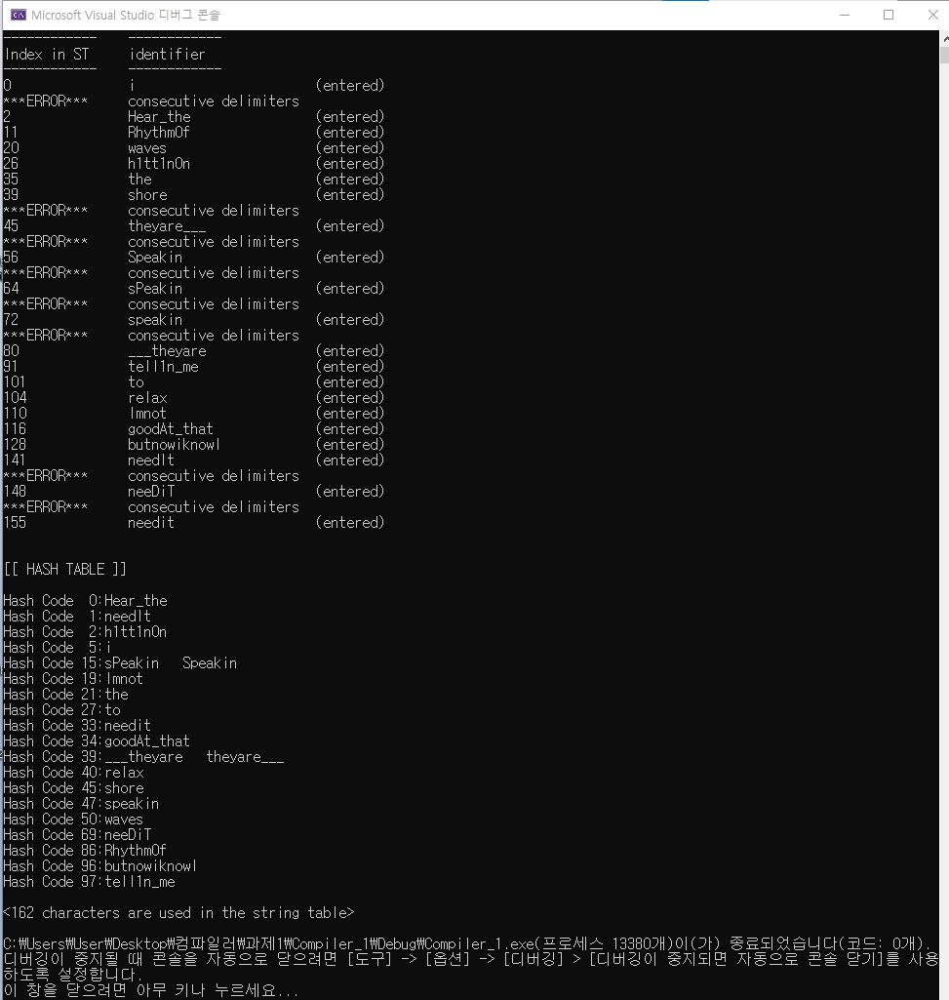 Microsoft Visual Studio 디버그 콘솔
------------ ------------
Index in ST identifier
------------ ------------
0 i (entered)
***ERROR*** consecutive delimiters
2 Hear_the (entered)
11 RhythmOf (entered)
20 waves (entered)
26 h1tt1nOn (entered)
35 the (entered)
39 shore (entered)
***ERROR*** consecutive delimiters
45 theyare___ (entered)
***ERROR*** consecutive delimiters
56 Speakin (entered)
***ERROR*** consecutive delimiters
64 sPeakin (entered)
***ERROR*** consecutive delimiters
72 speakin (entered)
***ERROR*** consecutive delimiters
80 ___theyare (entered)
91 tell1n_me (entered)
101 to (entered)
104 relax (entered)
110 Imnot (entered)
116 goodAt_that (entered)
128 butnowiknowI (entered)
141 needIt (entered)
***ERROR*** consecutive delimiters
148 neeDiT (entered)
***ERROR*** consecutive delimiters
155 needit (entered)
[[ HASH TABLE ]]
Hash Code 0:Hear_the
Hash Code 1:needIt
Hash Code 2:h1tt1nOn
Hash Code 5:i
Hash Code 15:sPeakin Speakin
Hash Code 19:Imnot
Hash Code 21:the
Hash Code 27:to
Hash Code 33:needit
Hash Code 34:goodAt_that
Hash Code 39:___theyare theyare___
Hash Code 40:relax
Hash Code 45:shore
Hash Code 47:speakin
Hash Code 50:waves
Hash Code 69:neeDiT
Hash Code 86:RhythmOf
Hash Code 96:butnowiknowI
Hash Code 97:tell1n_me
<162 characters are used in the string table>
C:\Users\User\Desktop\컴파일러\과제1\Compiler_1\Debug\Compiler_1.exe(프로세스 13380개)이(가) 종료되었습니다(코드: 0개).
디버깅이 중지될 때 콘솔을 자동으로 닫으려면 [도구] -> [옵션] -> [디버깅] > [디버깅이 중지되면 자동으로 콘솔 닫기]를 사용
하도록 설정합니다.
이 창을 닫으려면 아무 키나 누르세요...